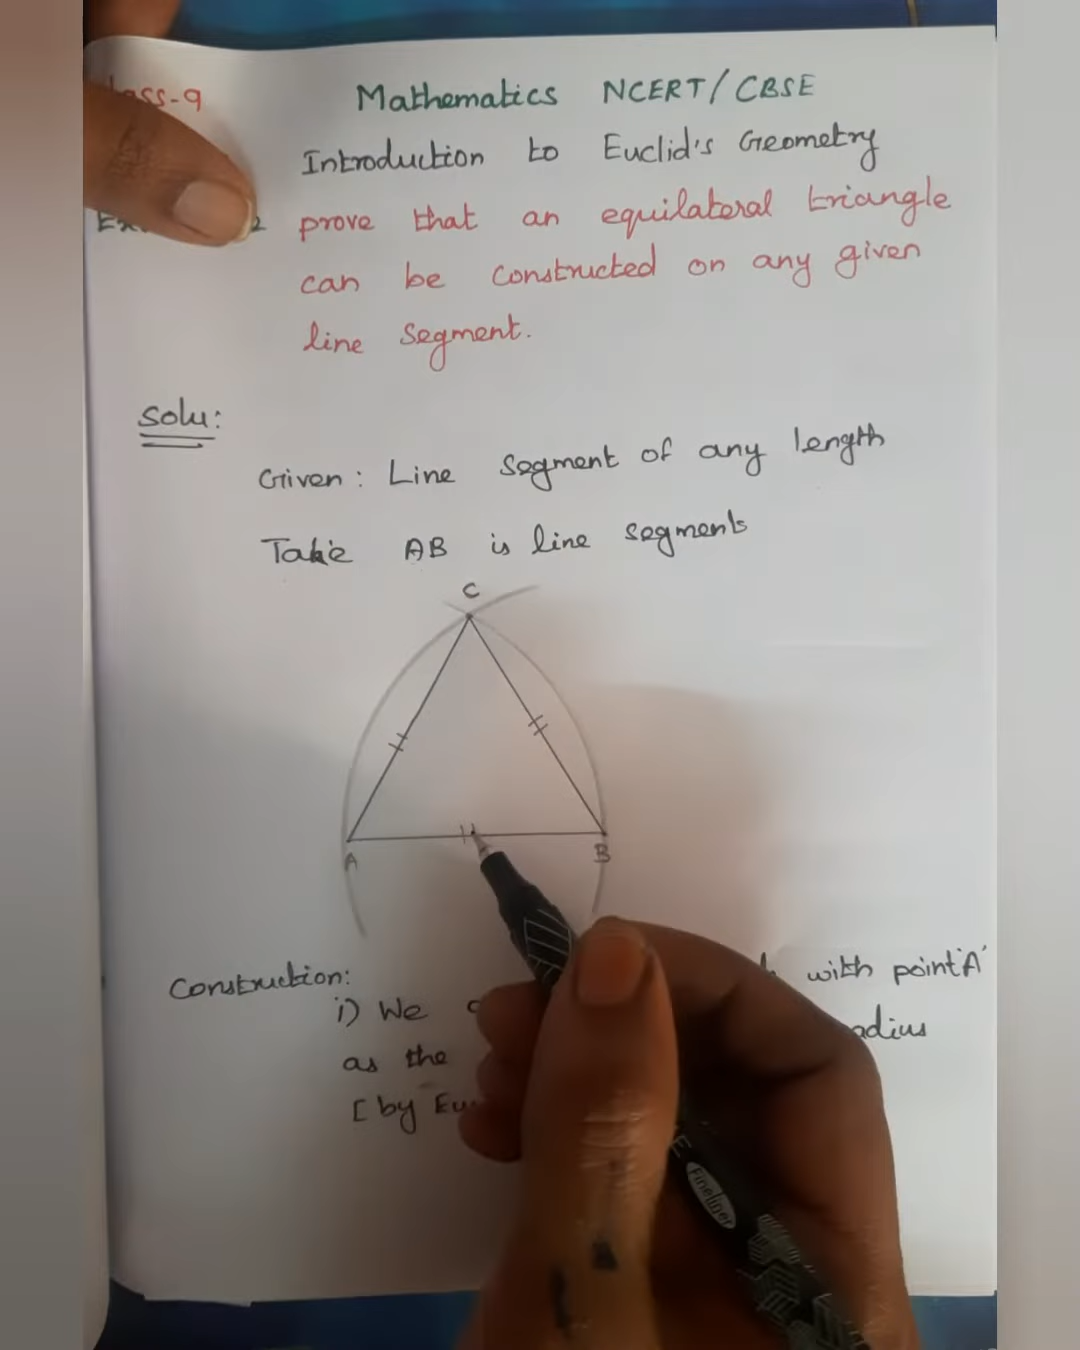 Mathematics NCERT/CBSE
Introduction to Euclid's Geometry
prove that an equilateral triangle
can be constructed on any given
line segment.
Solu:
Given: Line Segment of any length
Take AB is line segments
C
A
B
Construction: with point 'A'
i) We
as the
[by
Fineliner